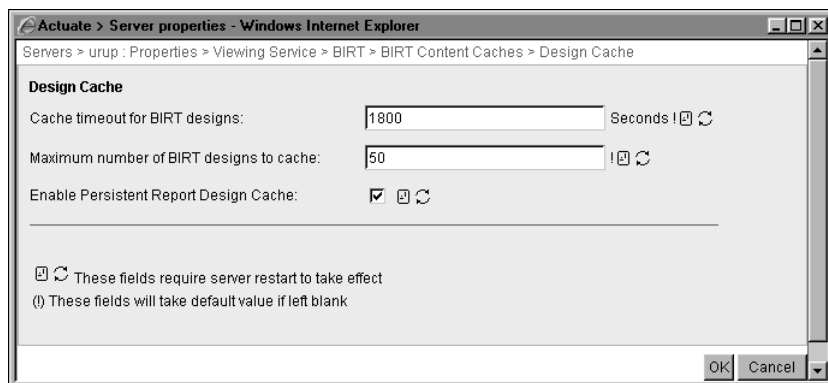 Actuate > Server properties - Windows Internet Explorer
Servers > urup : Properties > Viewing Service > BIRT > BIRT Content Caches > Design Cache
Design Cache
Cache timeout for BIRT designs: 1800 Seconds !
Maximum number of BIRT designs to cache: 50 !
Enable Persistent Report Design Cache:
These fields require server restart to take effect
(!) These fields will take default value if left blank
OK Cancel